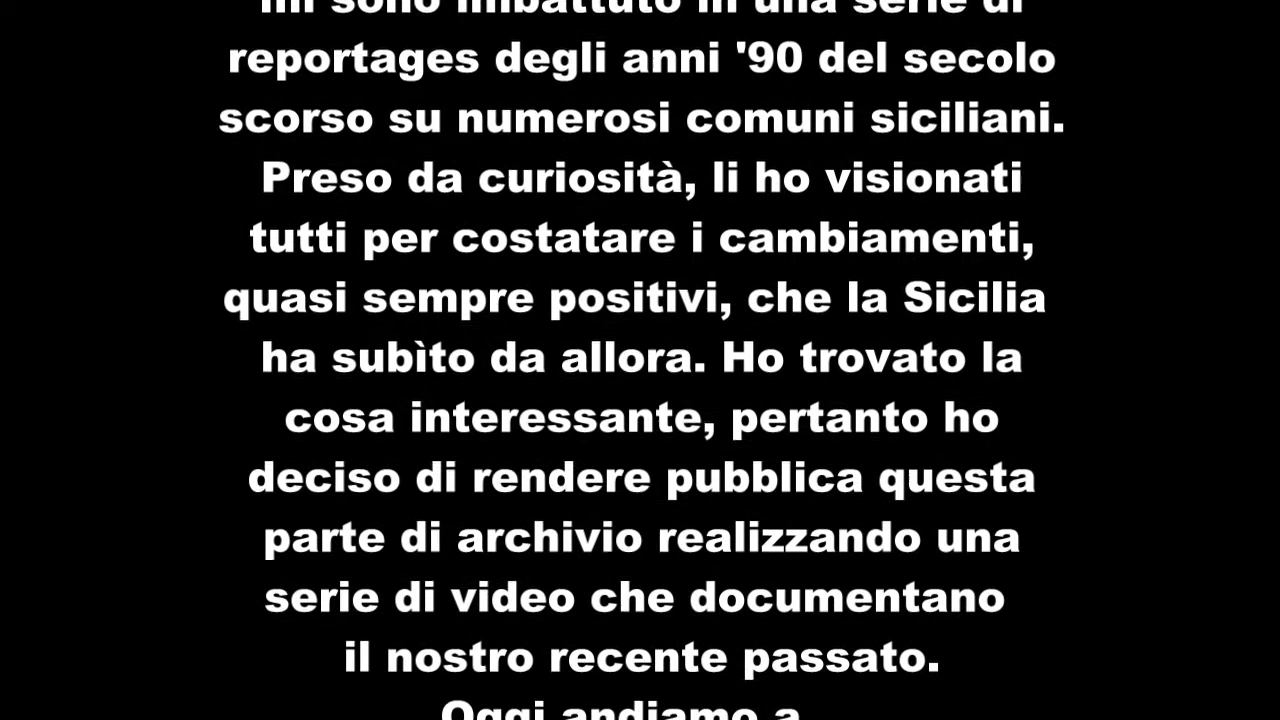 mi sono imbattuto in una serie di
reportages degli anni '90 del secolo
scorso su numerosi comuni siciliani.
Preso da curiosità, li ho visionati
tutti per costatare i cambiamenti,
quasi sempre positivi, che la Sicilia
ha subìto da allora. Ho trovato la
cosa interessante, pertanto ho
deciso di rendere pubblica questa
parte di archivio realizzando una
serie di video che documentano
il nostro recente passato.
Oggi andiamo a